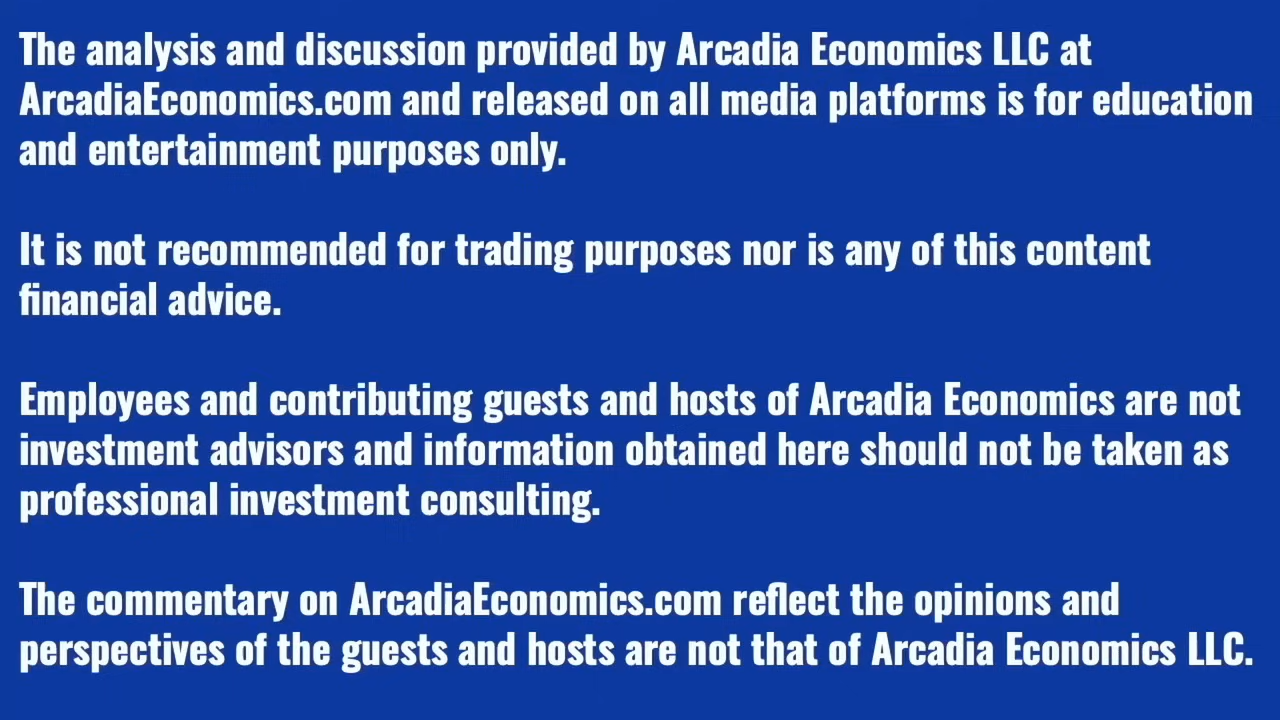 The analysis and discussion provided by Arcadia Economics LLC at
ArcadiaEconomics.com and released on all media platforms is for education
and entertainment purposes only.
It is not recommended for trading purposes nor is any of this content
financial advice.
Employees and contributing guests and hosts of Arcadia Economics are not
investment advisors and information obtained here should not be taken as
professional investment consulting.
The commentary on ArcadiaEconomics.com reflect the opinions and
perspectives of the guests and hosts are not that of Arcadia Economics LLC.